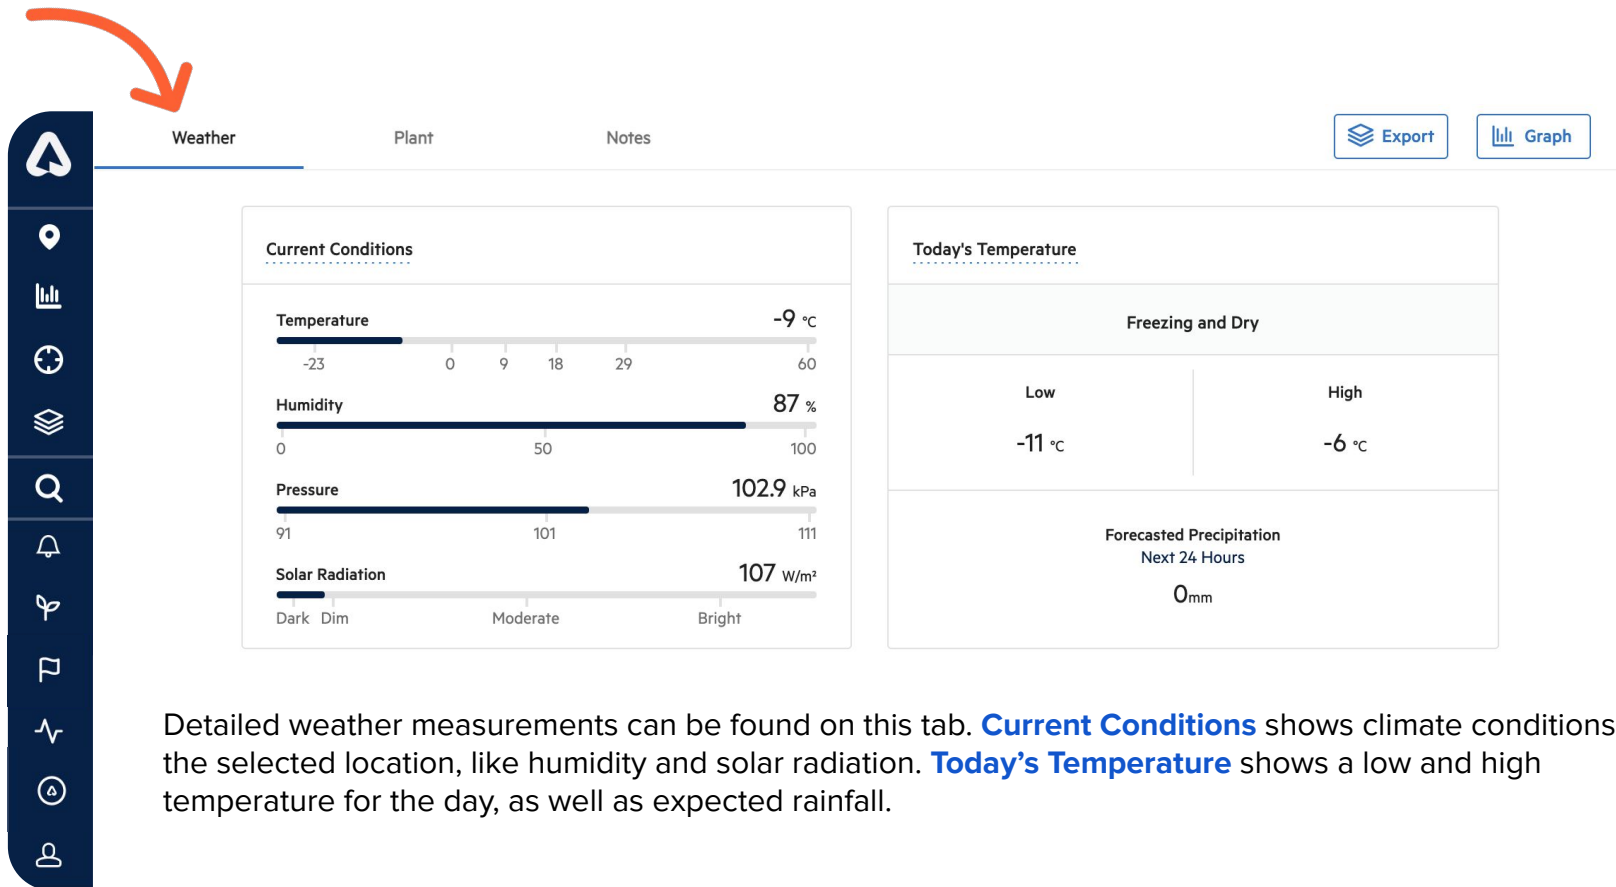 Weather Plant Notes Export Graph
Current Conditions
Temperature -9 °C
-23 0 9 18 29 60
Humidity 87 %
0 50 100
Pressure 102.9 kPa
91 101 111
Solar Radiation 107 W/m²
Dark Dim Moderate Bright
Today's Temperature
Freezing and Dry
Low High
-11 °C -6 °C
Forecasted Precipitation
Next 24 Hours
0mm
Detailed weather measurements can be found on this tab. Current Conditions shows climate conditions
the selected location, like humidity and solar radiation. Today’s Temperature shows a low and high
temperature for the day, as well as expected rainfall.